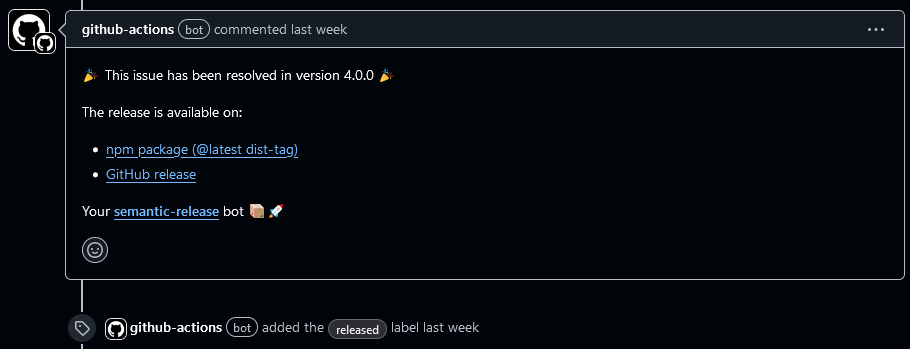 github-actions bot commented last week
🎉 This issue has been resolved in version 4.0.0 🎉
The release is available on:
• npm package (@latest dist-tag)
• GitHub release
Your semantic-release bot 📦🚀
github-actions bot added the released label last week